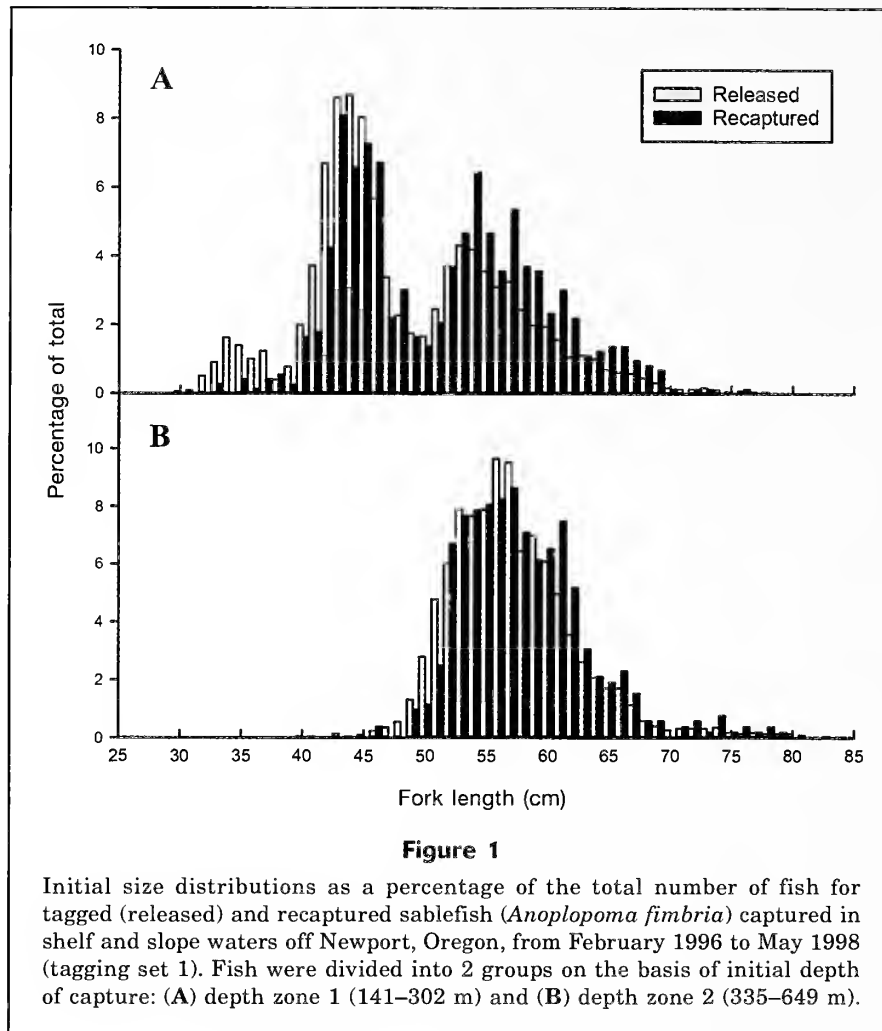 A
Released
Recaptured
10
8
6
4
2
0
Percentage of total
B
10
8
6
4
2
0
25 30 35 40 45 50 55 60 65 70 75 80 85
Fork length (cm)
Figure 1
Initial size distributions as a percentage of the total number of fish for
tagged (released) and recaptured sablefish (Anoplopoma fimbria) captured in
shelf and slope waters off Newport, Oregon, from February 1996 to May 1998
(tagging set 1). Fish were divided into 2 groups on the basis of initial depth
of capture: (A) depth zone 1 (141–302 m) and (B) depth zone 2 (335–649 m).